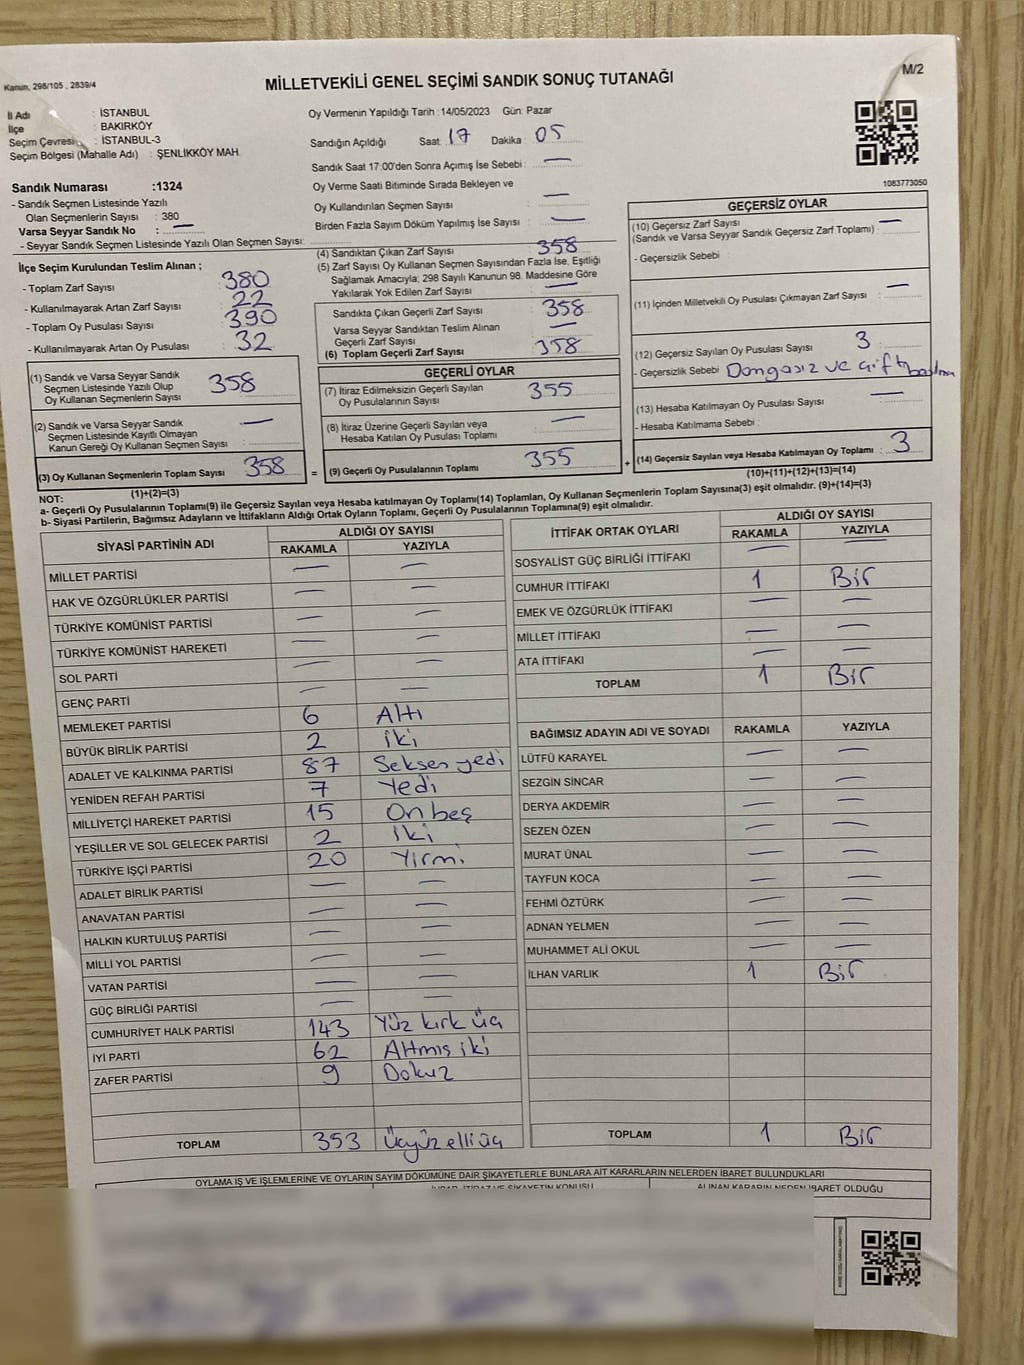 Kanun, 298/105 , 2839/4
MİLLETVEKİLİ GENEL SEÇİMİ SANDIK SONUÇ TUTANAĞI
M/2
İl Adı : İSTANBUL
İlçe : BAKIRKÖY
Seçim Çevresi : İSTANBUL-3
Seçim Bölgesi (Mahalle Adı) : ŞENLİKKÖY MAH.
Sandık Numarası :1324
- Sandık Seçmen Listesinde Yazılı
Olan Seçmenlerin Sayısı : 380
Varsa Seyyar Sandık No : —
- Seyyar Sandık Seçmen Listesinde Yazılı Olan Seçmen Sayısı:
Oy Vermenin Yapıldığı Tarih :14/05/2023 Gün: Pazar
Sandığın Açıldığı Saat 17 Dakika 05
Sandık Saat 17:00'den Sonra Açımış İse Sebebi : —
Oy Verme Saati Bitiminde Sırada Bekleyen ve
Oy Kullandırılan Seçmen Sayısı : —
Birden Fazla Sayım Döküm Yapılmış İse Sayısı : —
1083773050
İlçe Seçim Kurulundan Teslim Alınan ;
- Toplam Zarf Sayısı : 380
- Kullanılmayarak Artan Zarf Sayısı : 22
- Toplam Oy Pusulası Sayısı : 390
- Kullanılmayarak Artan Oy Pusulası : 32
(1) Sandık ve Varsa Seyyar Sandık
Seçmen Listesinde Yazılı Olup
Oy Kullanan Seçmenlerin Sayısı : 358
(2) Sandık ve Varsa Seyyar Sandık
Seçmen Listesinde Kayıtlı Olmayan
Kanun Gereği Oy Kullanan Seçmen Sayısı : —
(3) Oy Kullanan Seçmenlerin Toplam Sayısı : 358
(1)+(2)=(3)
(4) Sandıktan Çıkan Zarf Sayısı : 358
(5) Zarf Sayısı Oy Kullanan Seçmen Sayısından Fazla İse, Eşitliği
Sağlamak Amacıyla; 298 Sayılı Kanunun 98. Maddesine Göre
Yakılarak Yok Edilen Zarf Sayısı : —
Sandıkta Çıkan Geçerli Zarf Sayısı : 358
Varsa Seyyar Sandıktan Teslim Alınan
Geçerli Zarf Sayısı : —
(6) Toplam Geçerli Zarf Sayısı : 358
GEÇERLİ OYLAR
(7) İtiraz Edilmeksizin Geçerli Sayılan
Oy Pusulalarının Sayısı : 355
(8) İtiraz Üzerine Geçerli Sayılan veya
Hesaba Katılan Oy Pusulası Toplamı : —
= (9) Geçerli Oy Pusulalarının Toplamı : 355
GEÇERSİZ OYLAR
(10) Geçersiz Zarf Sayısı
(Sandık ve Varsa Seyyar Sandık Geçersiz Zarf Toplamı) : —
- Geçersizlik Sebebi :
(11) İçinden Milletvekili Oy Pusulası Çıkmayan Zarf Sayısı : —
(12) Geçersiz Sayılan Oy Pusulası Sayısı : 3
- Geçersizlik Sebebi : ve çift
(13) Hesaba Katılmayan Oy Pusulası Sayısı : —
- Hesaba Katılmama Sebebi :
+ (14) Geçersiz Sayılan veya Hesaba Katılmayan Oy Toplamı : 3
(10)+(11)+(12)+(13)=(14)
NOT:
a- Geçerli Oy Pusulalarının Toplamı(9) ile Geçersiz Sayılan veya Hesaba katılmayan Oy Toplamı(14) Toplamları, Oy Kullanan Seçmenlerin Toplam Sayısına(3) eşit olmalıdır. (9)+(14)=(3)
b- Siyasi Partilerin, Bağımsız Adayların ve İttifakların Aldığı Ortak Oyların Toplamı, Geçerli Oy Pusulalarının Toplamına(9) eşit olmalıdır.
SİYASİ PARTİNİN ADI ALDIĞI OY SAYISI
RAKAMLA YAZIYLA
MİLLET PARTİSİ — —
HAK VE ÖZGÜRLÜKLER PARTİSİ — —
TÜRKİYE KOMÜNİST PARTİSİ — —
TÜRKİYE KOMÜNİST HAREKETİ — —
SOL PARTİ — —
GENÇ PARTİ — —
MEMLEKET PARTİSİ 6 Altı
BÜYÜK BİRLİK PARTİSİ 2 iki
ADALET VE KALKINMA PARTİSİ 87 Seksen yedi
YENİDEN REFAH PARTİSİ 7 Yedi
MİLLİYETÇİ HAREKET PARTİSİ 15 On beş
YEŞİLLER VE SOL GELECEK PARTİSİ 2 iki
TÜRKİYE İŞÇİ PARTİSİ 20 Yirmi
ADALET BİRLİK PARTİSİ — —
ANAVATAN PARTİSİ — —
HALKIN KURTULUŞ PARTİSİ — —
MİLLİ YOL PARTİSİ — —
VATAN PARTİSİ — —
GÜÇ BİRLİĞİ PARTİSİ — —
CUMHURİYET HALK PARTİSİ 143 Yüz kırk üç
İYİ PARTİ 62 Altmış iki
ZAFER PARTİSİ 9 Dokuz
TOPLAM 353 Üçyüz elli üç
İTTİFAK ORTAK OYLARI ALDIĞI OY SAYISI
RAKAMLA YAZIYLA
SOSYALİST GÜÇ BİRLİĞİ İTTİFAKI — —
CUMHUR İTTİFAKI 1 Bir
EMEK VE ÖZGÜRLÜK İTTİFAKI — —
MİLLET İTTİFAKI — —
ATA İTTİFAKI — —
TOPLAM 1 Bir
BAĞIMSIZ ADAYIN ADI VE SOYADI RAKAMLA YAZIYLA
LÜTFÜ KARAYEL — —
SEZGİN SİNCAR — —
DERYA AKDEMİR — —
SEZEN ÖZEN — —
MURAT ÜNAL — —
TAYFUN KOCA — —
FEHMİ ÖZTÜRK — —
ADNAN YELMEN — —
MUHAMMET ALİ OKUL — —
İLHAN VARLIK 1 Bir
TOPLAM 1 Bir
OYLAMA İŞ VE İŞLEMLERİNE VE OYLARIN SAYIM DÖKÜMÜNE DAİR ŞİKAYETLERLE BUNLARA AİT KARARLARIN NELERDEN İBARET BULUNDUKLARI
İHBAR, İTİRAZ VE ŞİKAYETİN KONUSU ALINAN KARARIN NEDEN İBARET OLDUĞU